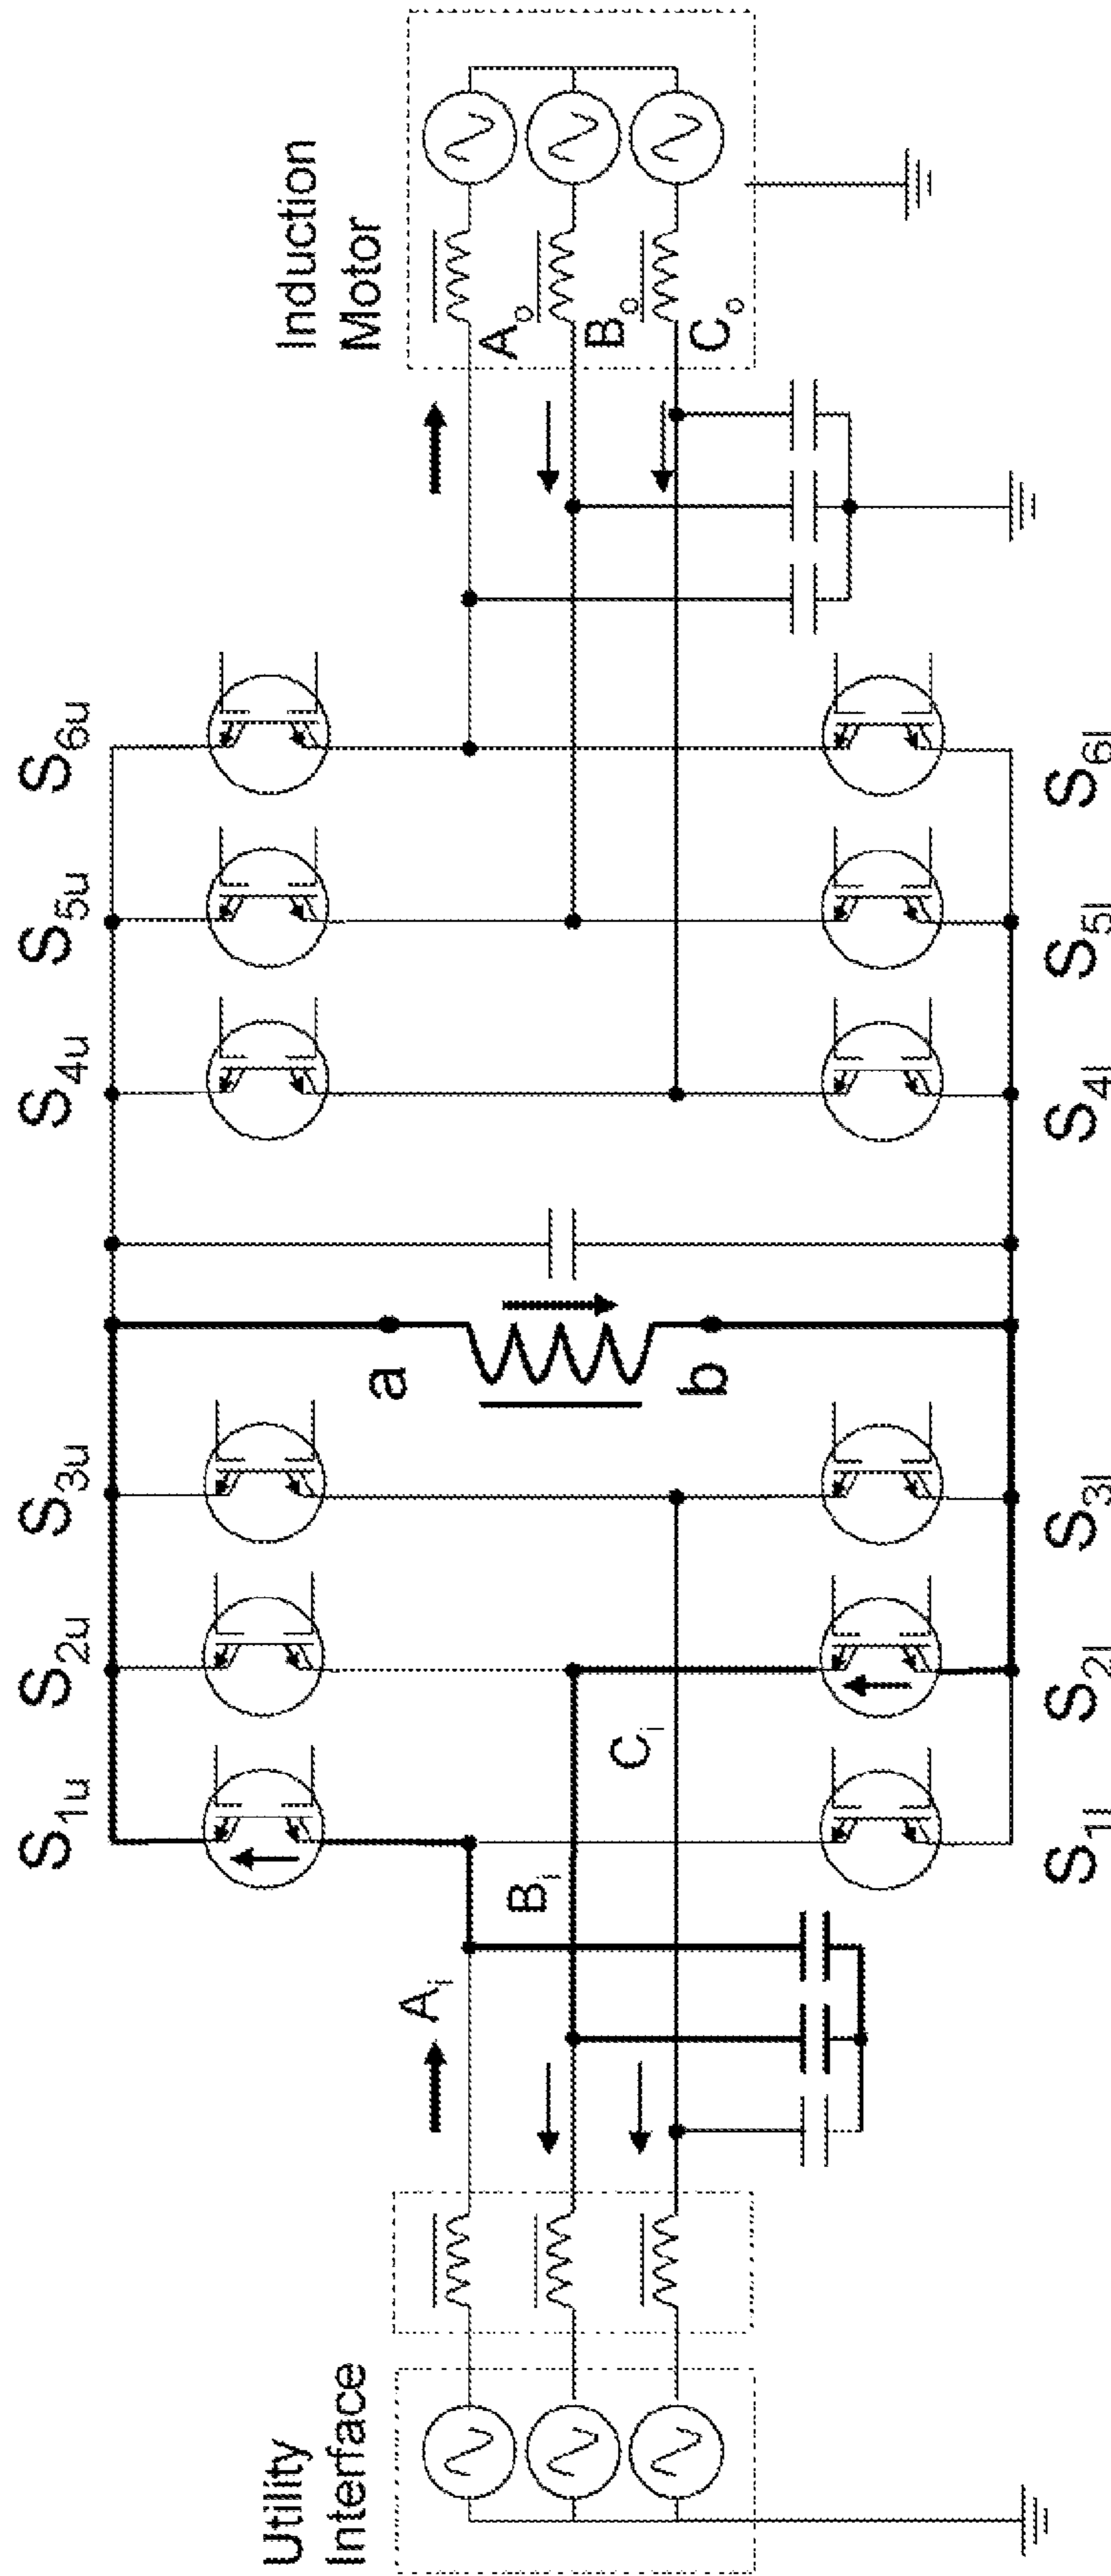 Utility
Interface
Induction
Motor
S1u
S2u
S3u
S4u
S5u
S6u
Ai
Bi
Ci
a
b
Ao
Bo
Co
S1l
S2l
S3l
S4l
S5l
S6l